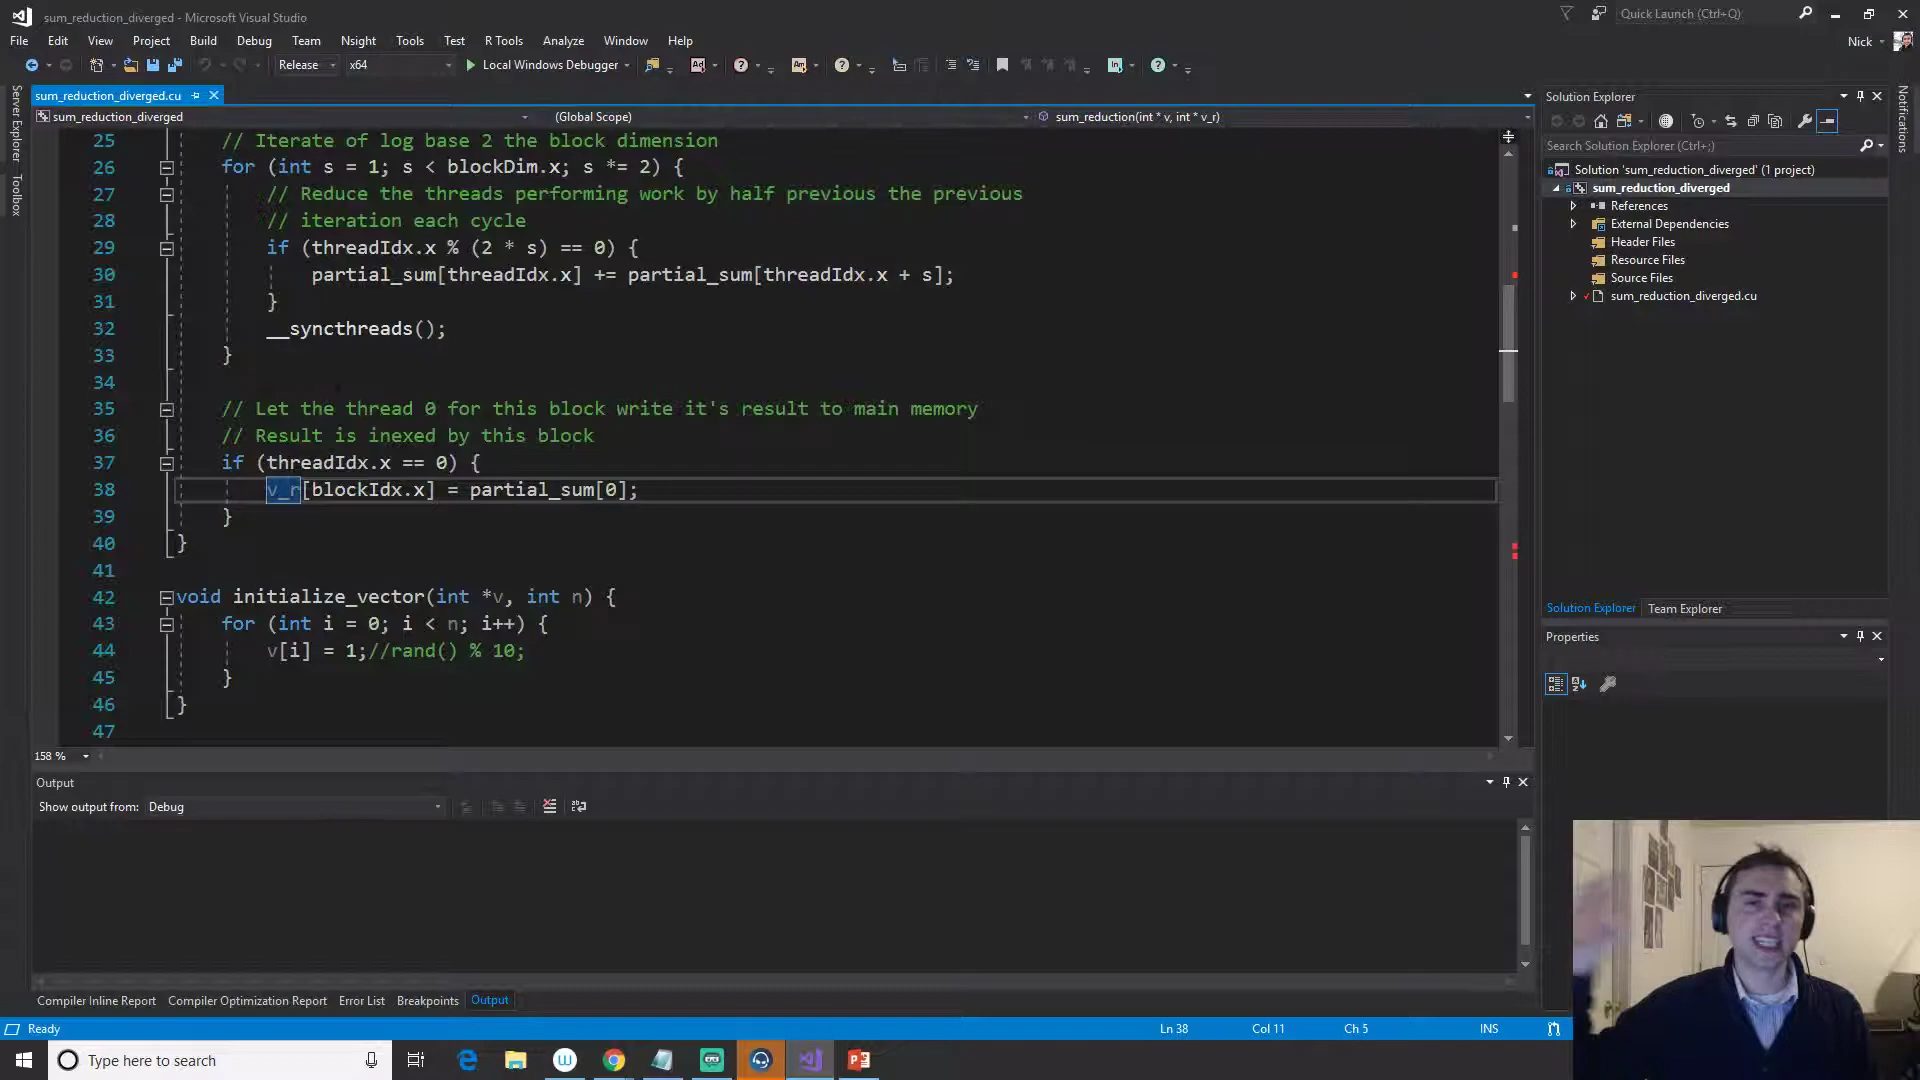 sum_reduction_diverged - Microsoft Visual Studio
Quick Launch (Ctrl+Q)
File Edit View Project Build Debug Team Nsight Tools Test R Tools Analyze Window Help
Nick
Release x64 Local Windows Debugger
sum_reduction_diverged.cu
sum_reduction_diverged (Global Scope) sum_reduction(int * v, int * v_r)
25 // Iterate of log base 2 the block dimension
26 for (int s = 1; s < blockDim.x; s *= 2) {
27 // Reduce the threads performing work by half previous the previous
28 // iteration each cycle
29 if (threadIdx.x % (2 * s) == 0) {
30 partial_sum[threadIdx.x] += partial_sum[threadIdx.x + s];
31 }
32 __syncthreads();
33 }
34
35 // Let the thread 0 for this block write it's result to main memory
36 // Result is inexed by this block
37 if (threadIdx.x == 0) {
38 v_r[blockIdx.x] = partial_sum[0];
39 }
40 }
41
42 void initialize_vector(int *v, int n) {
43 for (int i = 0; i < n; i++) {
44 v[i] = 1;//rand() % 10;
45 }
46 }
47
158 %
Output
Show output from: Debug
Compiler Inline Report Compiler Optimization Report Error List Breakpoints Output
Server Explorer
Toolbox
Solution Explorer
Search Solution Explorer (Ctrl+;)
Solution 'sum_reduction_diverged' (1 project)
sum_reduction_diverged
References
External Dependencies
Header Files
Resource Files
Source Files
sum_reduction_diverged.cu
Solution Explorer Team Explorer
Properties
Notifications
Ready Ln 38 Col 11 Ch 5 INS
Type here to search